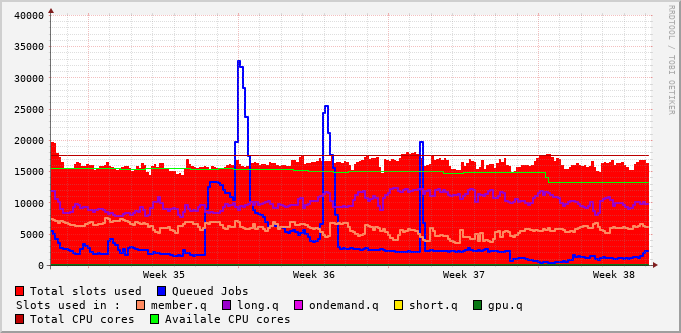 40000
35000
30000
25000
20000
15000
10000
5000
0
Week 35 Week 36 Week 37 Week 38
Total slots used Queued Jobs
Slots used in : member.q long.q ondemand.q short.q gpu.q
Total CPU cores Availale CPU cores
RRDTOOL / TOBI OETIKER